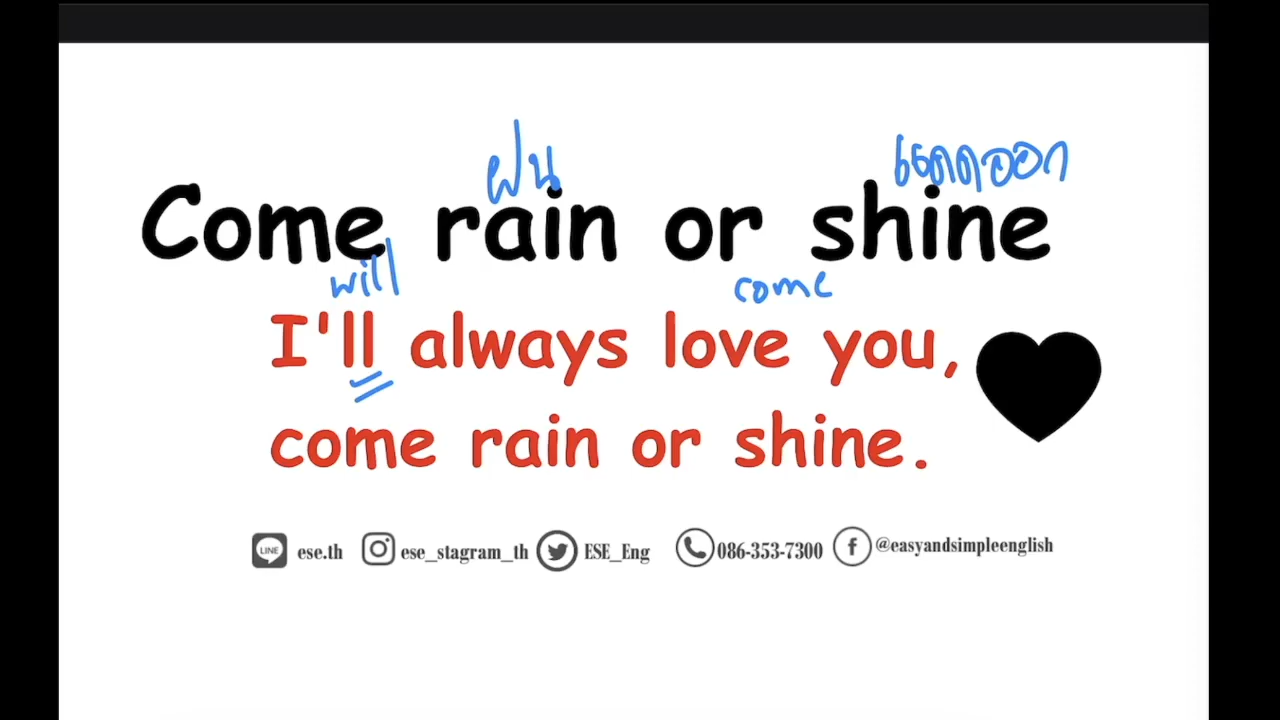 ฝน แดดออก
Come rain or shine
will come
I'll always love you,
come rain or shine.
LINE ese.th ese_stagram_th ESE_Eng 086-353-7300 @easyandsimpleenglish